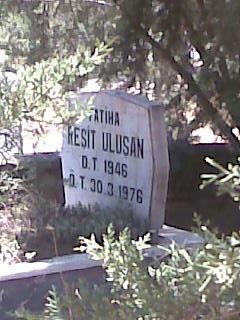 FATİHA
REŞİT ULUSAN
D.T. 1946
Ö.T. 30.3.1976